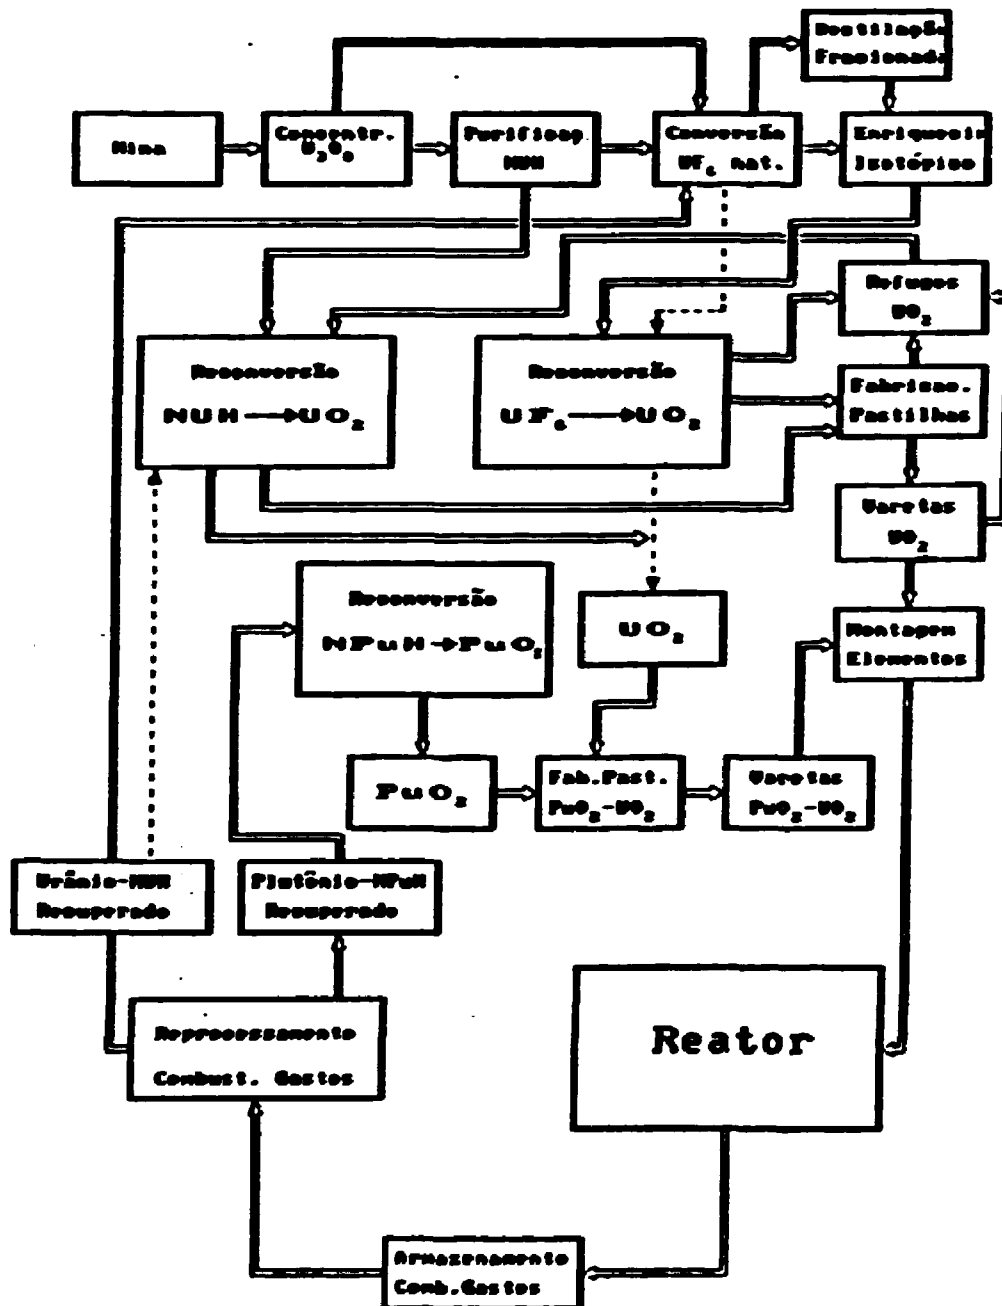 Destilação
Fracionada
Mina
Concentr.
U₃O₈
Purificaç.
NUH
Conversão
UF₆ nat.
Enriquecim
Isotópico
Refugos
UO₂
Reconversão
NUH → UO₂
Reconversão
UF₆ → UO₂
Fabricac.
Pastilhas
Varetas
UO₂
Reconversão
NPuH → PuO₂
UO₂
Montagem
Elementos
PuO₂
Fab.Past.
PuO₂-UO₂
Varetas
PuO₂-UO₂
Urânio-NUH
Recuperado
Plutônio-NPuH
Recuperado
Reprocessamento
Combust. Gastos
Reator
Armazenamento
Comb.Gastos